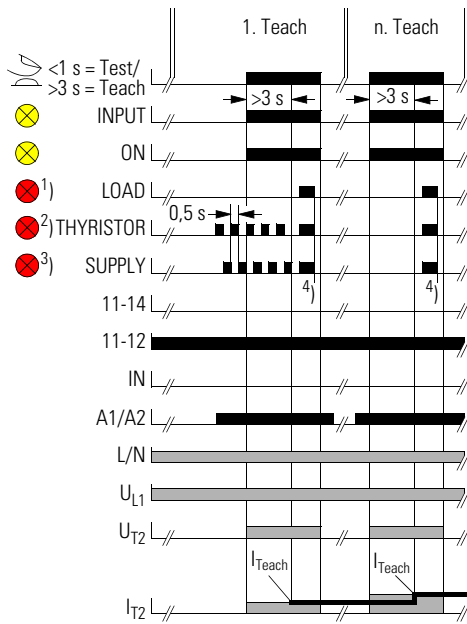 1. Teach n. Teach
<1 s = Test/
>3 s = Teach
>3 s >3 s
INPUT
ON
1) LOAD
0,5 s
2) THYRISTOR
3) SUPPLY
4) 4)
11-14
11-12
IN
A1/A2
L/N
UL1
UT2
ITeach ITeach
IT2